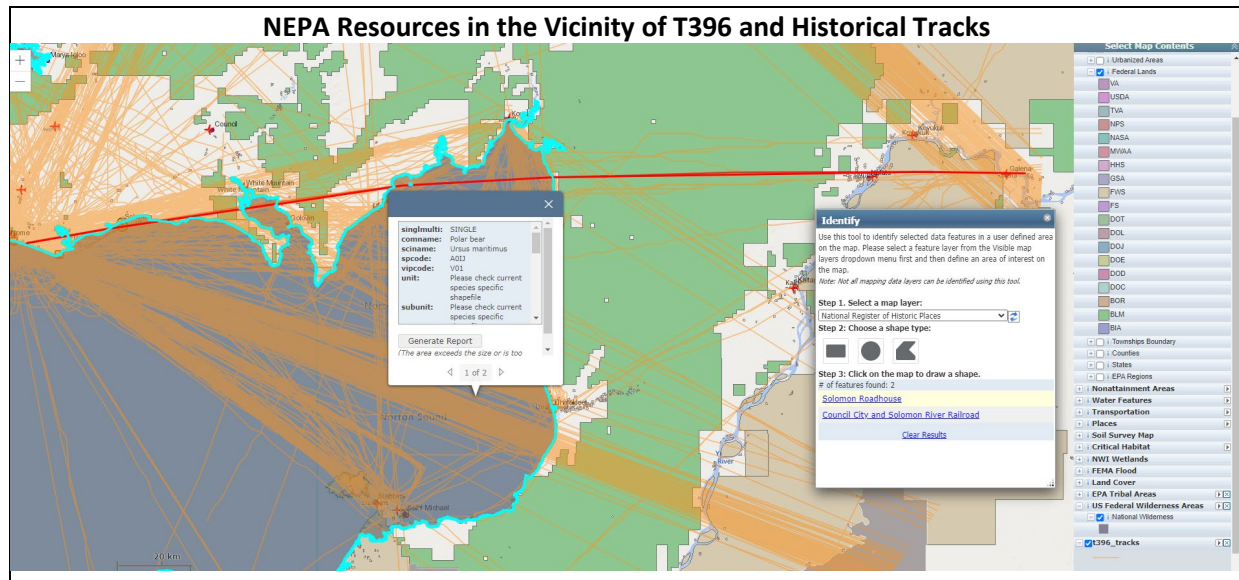 NEPA Resources in the Vicinity of T396 and Historical Tracks
+
−
Council
White Mountain
Golovin
Koyukuk
Galena
Norton Sound
Saint Michael
River
20 km
singlmulti: SINGLE
comname: Polar bear
sciname: Ursus maritimus
spcode: A0IJ
vipcode: V01
unit: Please check current
species specific
shapefile
subunit: Please check current
species specific
Generate Report
(The area exceeds the size or is too
1 of 2
Identify
Use this tool to identify selected data features in a user defined area
on the map. Please select a feature layer from the Visible map
layers dropdown menu first and then define an area of interest on
the map.
Note: Not all mapping data layers can be identified using this tool.
Step 1. Select a map layer:
National Register of Historic Places
Step 2: Choose a shape type:
Step 3: Click on the map to draw a shape.
# of features found: 2
Solomon Roadhouse
Council City and Solomon River Railroad
Clear Results
Select Map Contents
Urbanized Areas
Federal Lands
VA
USDA
TVA
NPS
NASA
MWAA
HHS
GSA
FWS
FS
DOT
DOL
DOJ
DOE
DOD
DOC
BOR
BLM
BIA
Townships Boundary
Counties
States
EPA Regions
Nonattainment Areas
Water Features
Transportation
Places
Soil Survey Map
Critical Habitat
NWI Wetlands
FEMA Flood
Land Cover
EPA Tribal Areas
US Federal Wilderness Areas
National Wilderness
t396_tracks